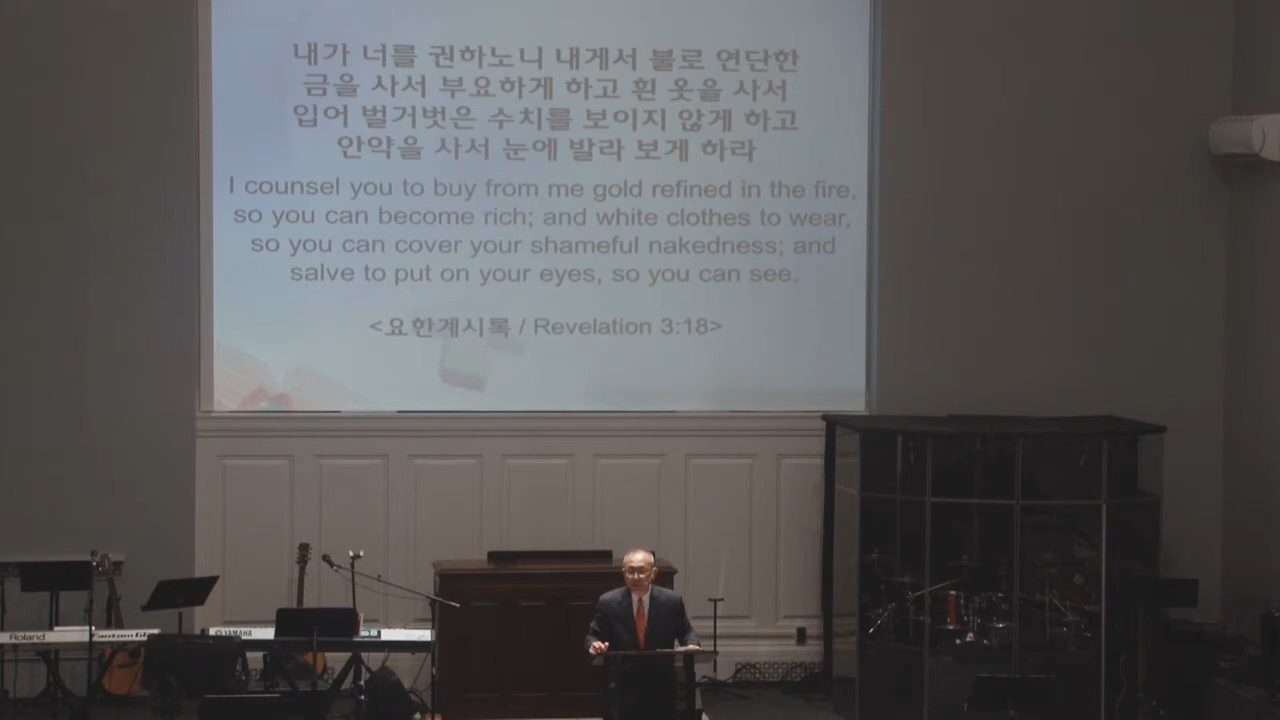 내가 너를 권하노니 내게서 불로 연단한
금을 사서 부요하게 하고 흰 옷을 사서
입어 벌거벗은 수치를 보이지 않게 하고
안약을 사서 눈에 발라 보게 하라
I counsel you to buy from me gold refined in the fire,
so you can become rich; and white clothes to wear,
so you can cover your shameful nakedness; and
salve to put on your eyes, so you can see.
<요한계시록 / Revelation 3:18>
Roland
YAMAHA